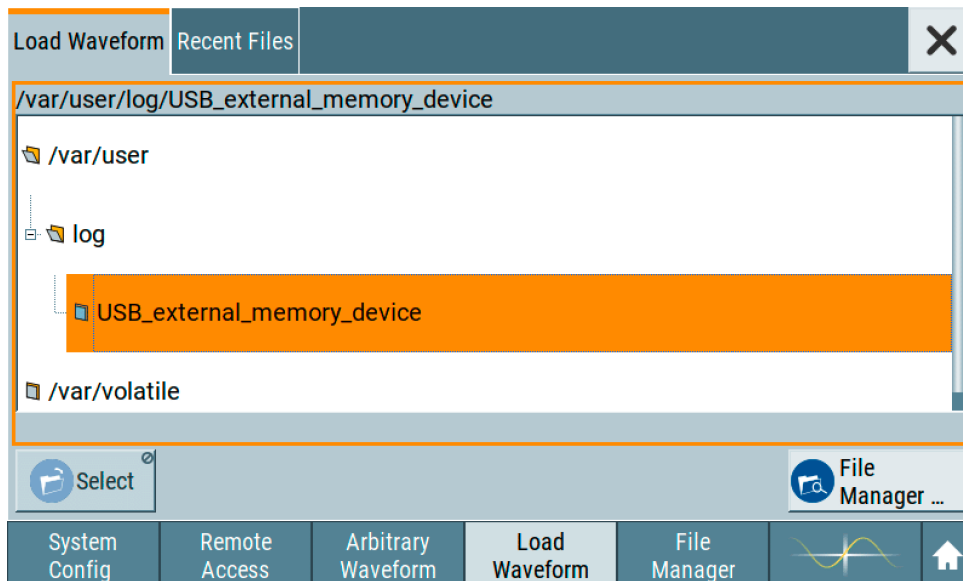 Load Waveform Recent Files
/var/user/log/USB_external_memory_device
/var/user
log
USB_external_memory_device
/var/volatile
Select
File
Manager ...
System
Config
Remote
Access
Arbitrary
Waveform
Load
Waveform
File
Manager